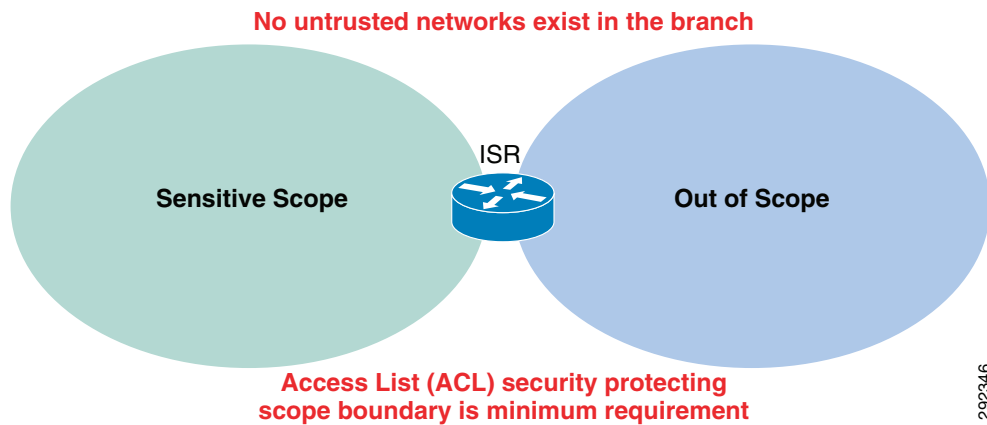 No untrusted networks exist in the branch
ISR
Sensitive Scope
Out of Scope
Access List (ACL) security protecting
scope boundary is minimum requirement
292346